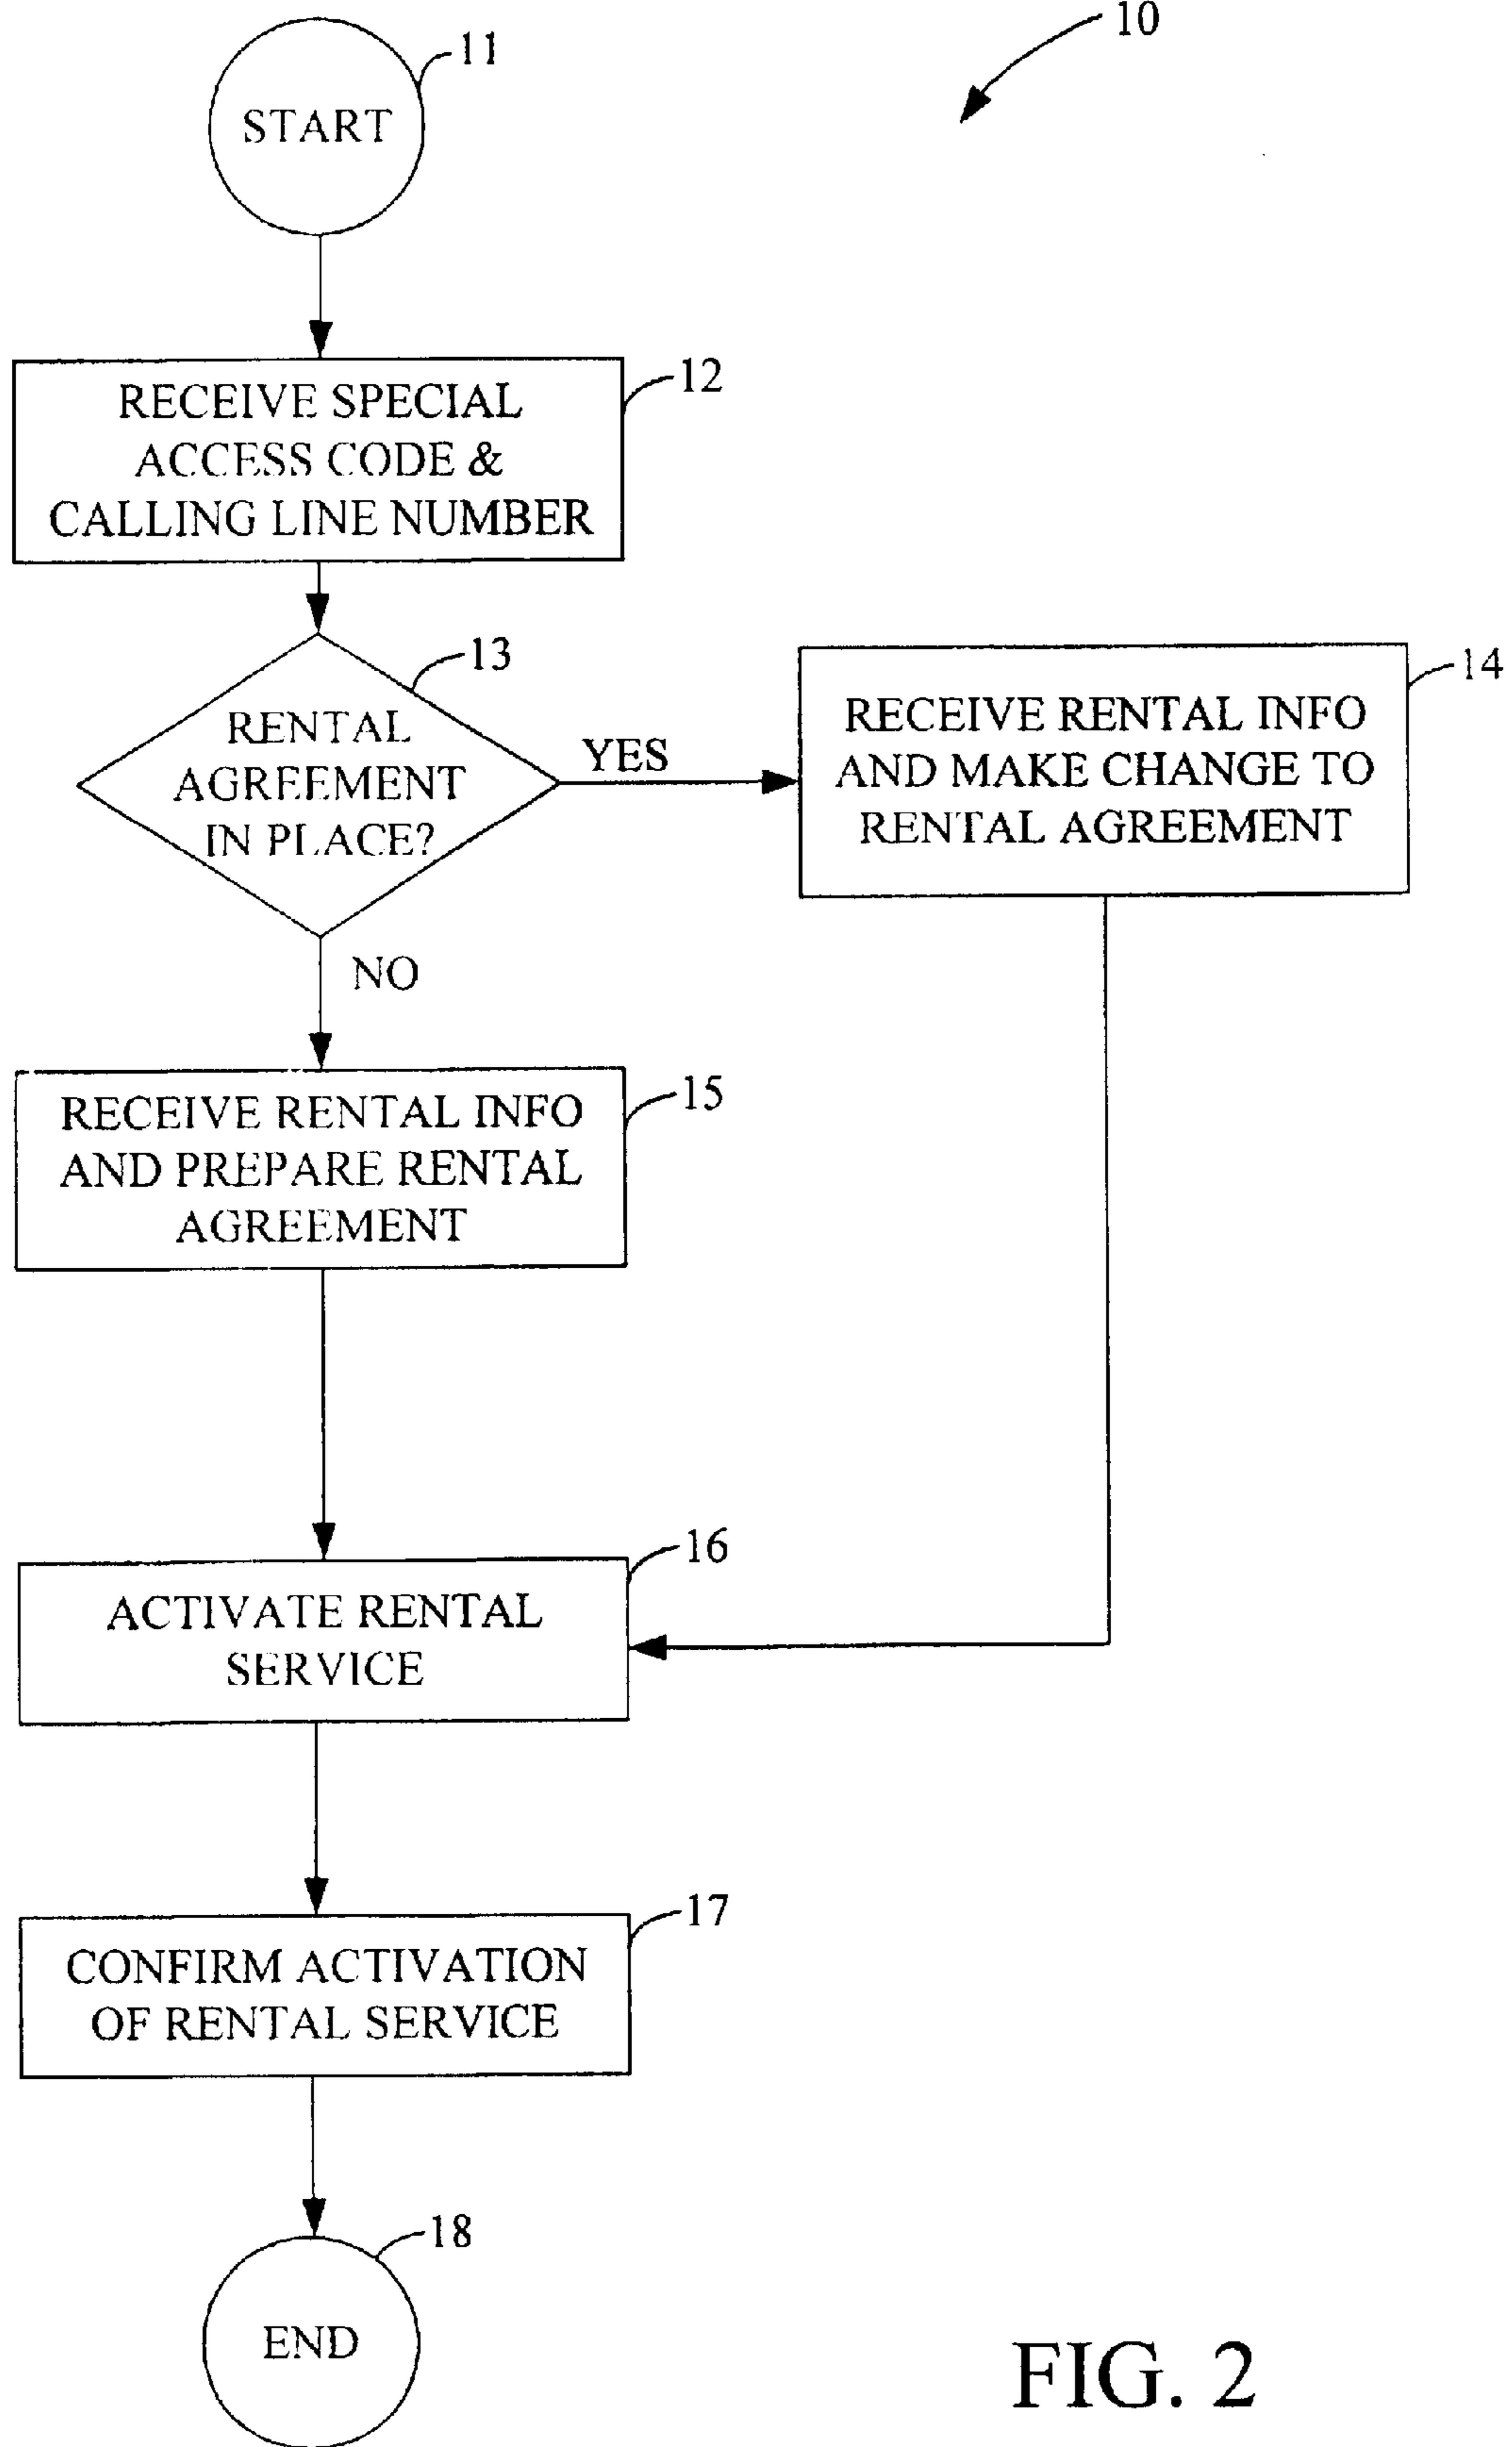 10
11
START
12
RECEIVE SPECIAL
ACCESS CODE &
CALLING LINE NUMBER
13
RENTAL
AGREEMENT
IN PLACE?
YES
14
RECEIVE RENTAL INFO
AND MAKE CHANGE TO
RENTAL AGREEMENT
NO
15
RECEIVE RENTAL INFO
AND PREPARE RENTAL
AGREEMENT
16
ACTIVATE RENTAL
SERVICE
17
CONFIRM ACTIVATION
OF RENTAL SERVICE
18
END
FIG. 2